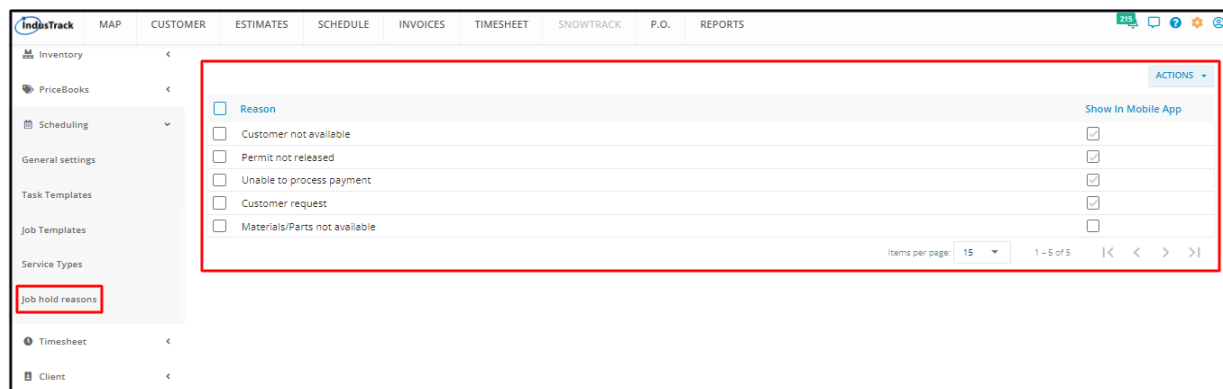 IndusTrack MAP CUSTOMER ESTIMATES SCHEDULE INVOICES TIMESHEET SNOWTRACK P.O. REPORTS 215
Inventory
PriceBooks
Scheduling
General settings
Task Templates
Job Templates
Service Types
Job hold reasons
Timesheet
Client
ACTIONS
Reason Show In Mobile App
Customer not available
Permit not released
Unable to process payment
Customer request
Materials/Parts not available
Items per page: 15 1 – 5 of 5